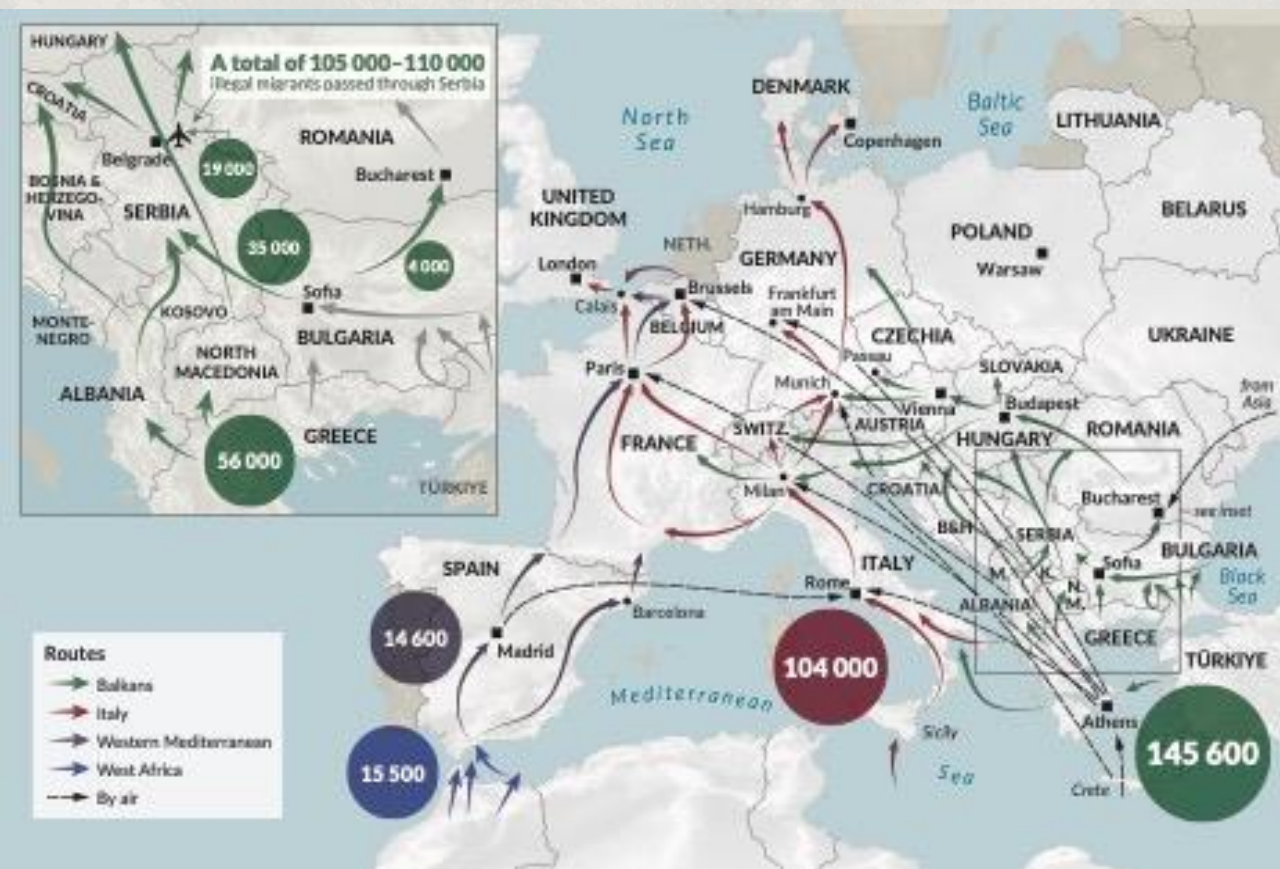 HUNGARY
A total of 105 000–110 000
illegal migrants passed through Serbia
CROATIA
ROMANIA
Belgrade
19 000
Bucharest
BOSNIA &
HERZEGO-
VINA
SERBIA
35 000
4 000
Sofia
KOSOVO
MONTE-
NEGRO
BULGARIA
NORTH
MACEDONIA
ALBANIA
56 000
GREECE
TÜRKIYE
DENMARK
North
Sea
Baltic
Sea
LITHUANIA
Copenhagen
UNITED
KINGDOM
Hamburg
BELARUS
NETH.
POLAND
Warsaw
London
GERMANY
Calais
Brussels
Frankfurt
am Main
BELGIUM
CZECHIA
UKRAINE
Paris
Passau
SLOVAKIA
Munich
Vienna
Budapest
from
Asia
SWITZ.
AUSTRIA
FRANCE
HUNGARY
ROMANIA
Milan
CROATIA
Bucharest
see inset
B&H
SERBIA
SPAIN
ITALY
BULGARIA
Sofia
M.
K.
N.
M.
Black
Sea
Rome
ALBANIA
Barcelona
14 600
Madrid
GREECE
104 000
TÜRKIYE
Mediterranean
Sea
Athens
Sicily
145 600
15 500
Crete
Routes
Balkans
Italy
Western Mediterranean
West Africa
By air